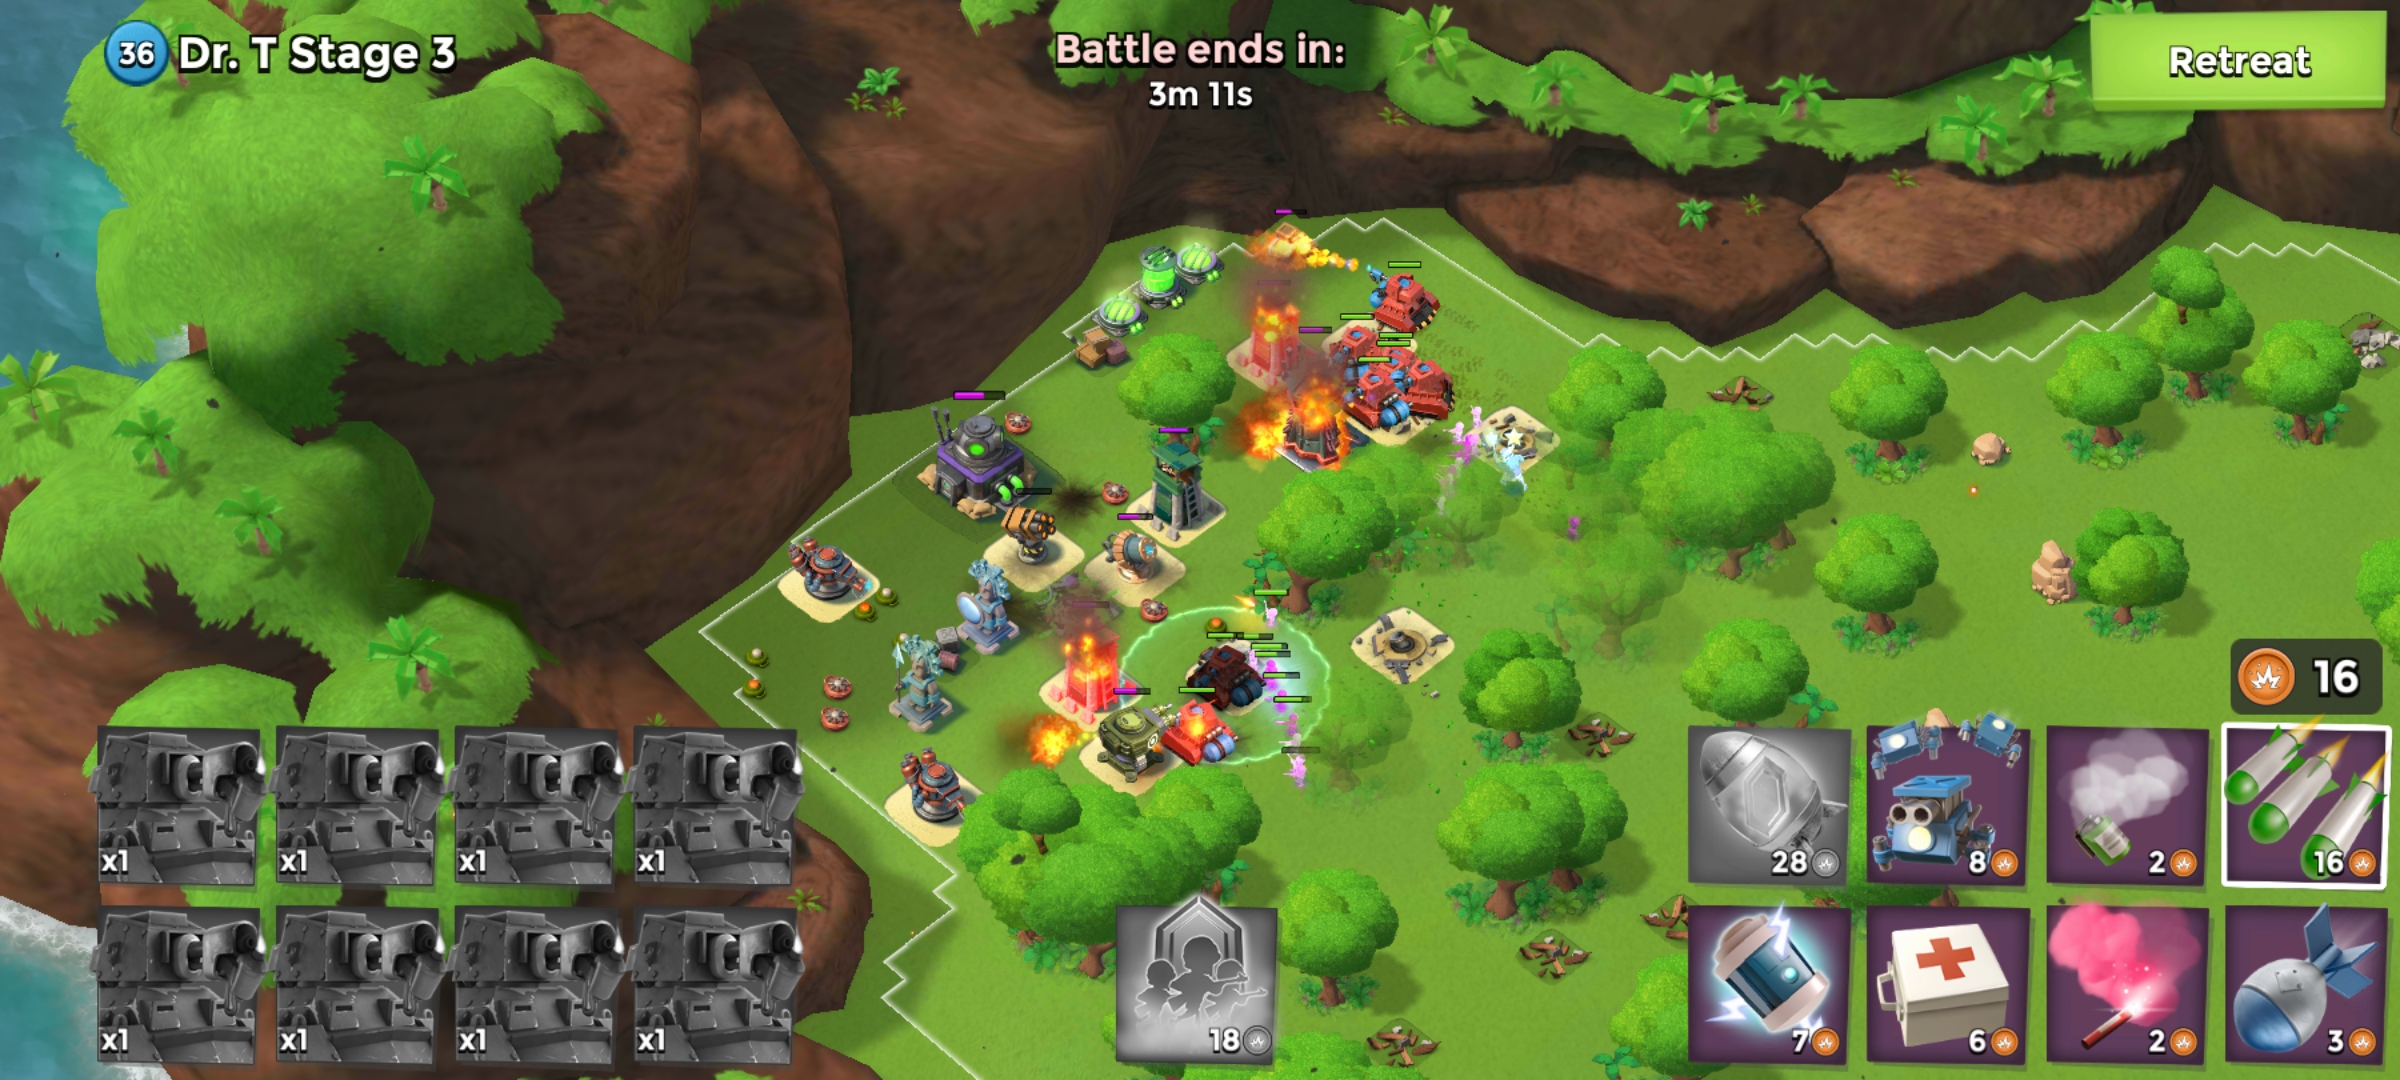 36 Dr. T Stage 3
Battle ends in:
3m 11s
Retreat
16
x1 x1 x1 x1
28 8 2 16
x1 x1 x1 x1
18
7 6 2 3